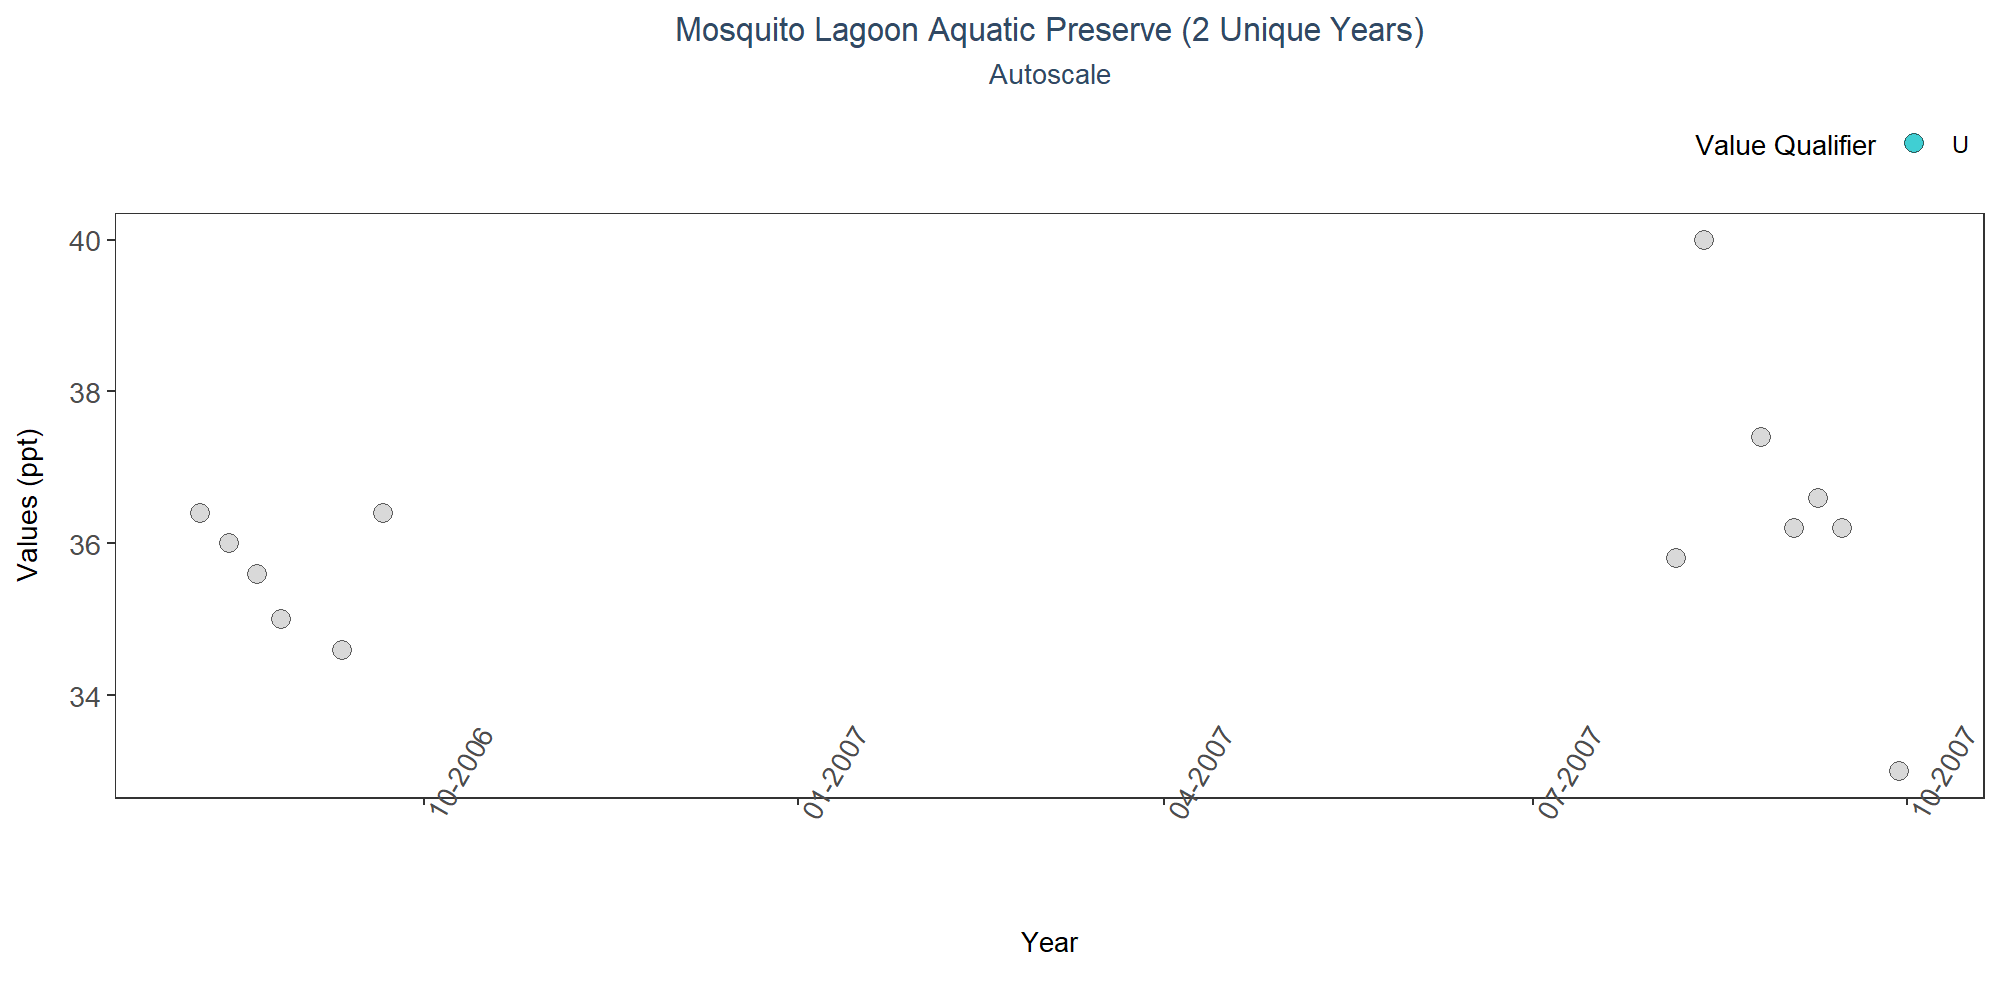 Mosquito Lagoon Aquatic Preserve (2 Unique Years)
Autoscale
Value Qualifier U
Values (ppt)
40
38
36
34
10-2006
01-2007
04-2007
07-2007
10-2007
Year